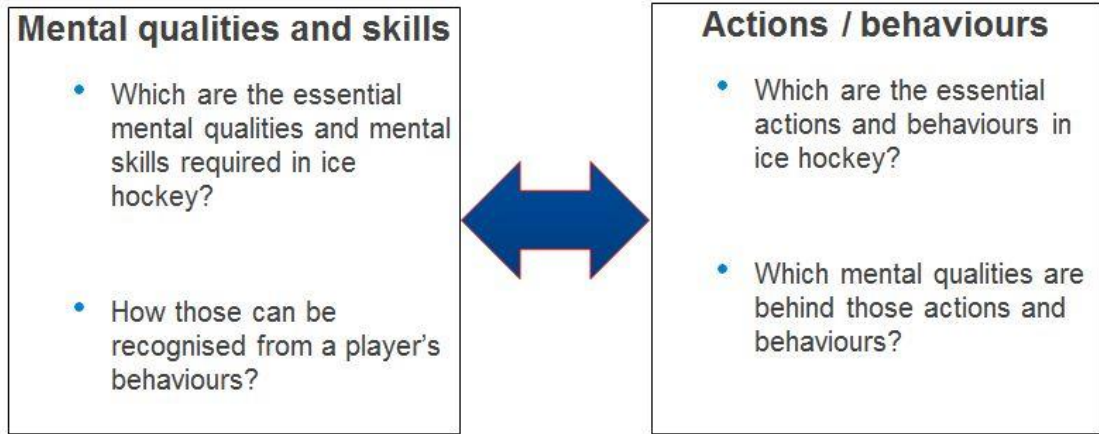 Mental qualities and skills
• Which are the essential
mental qualities and mental
skills required in ice
hockey?
• How those can be
recognised from a player's
behaviours?
Actions / behaviours
• Which are the essential
actions and behaviours in
ice hockey?
• Which mental qualities are
behind those actions and
behaviours?